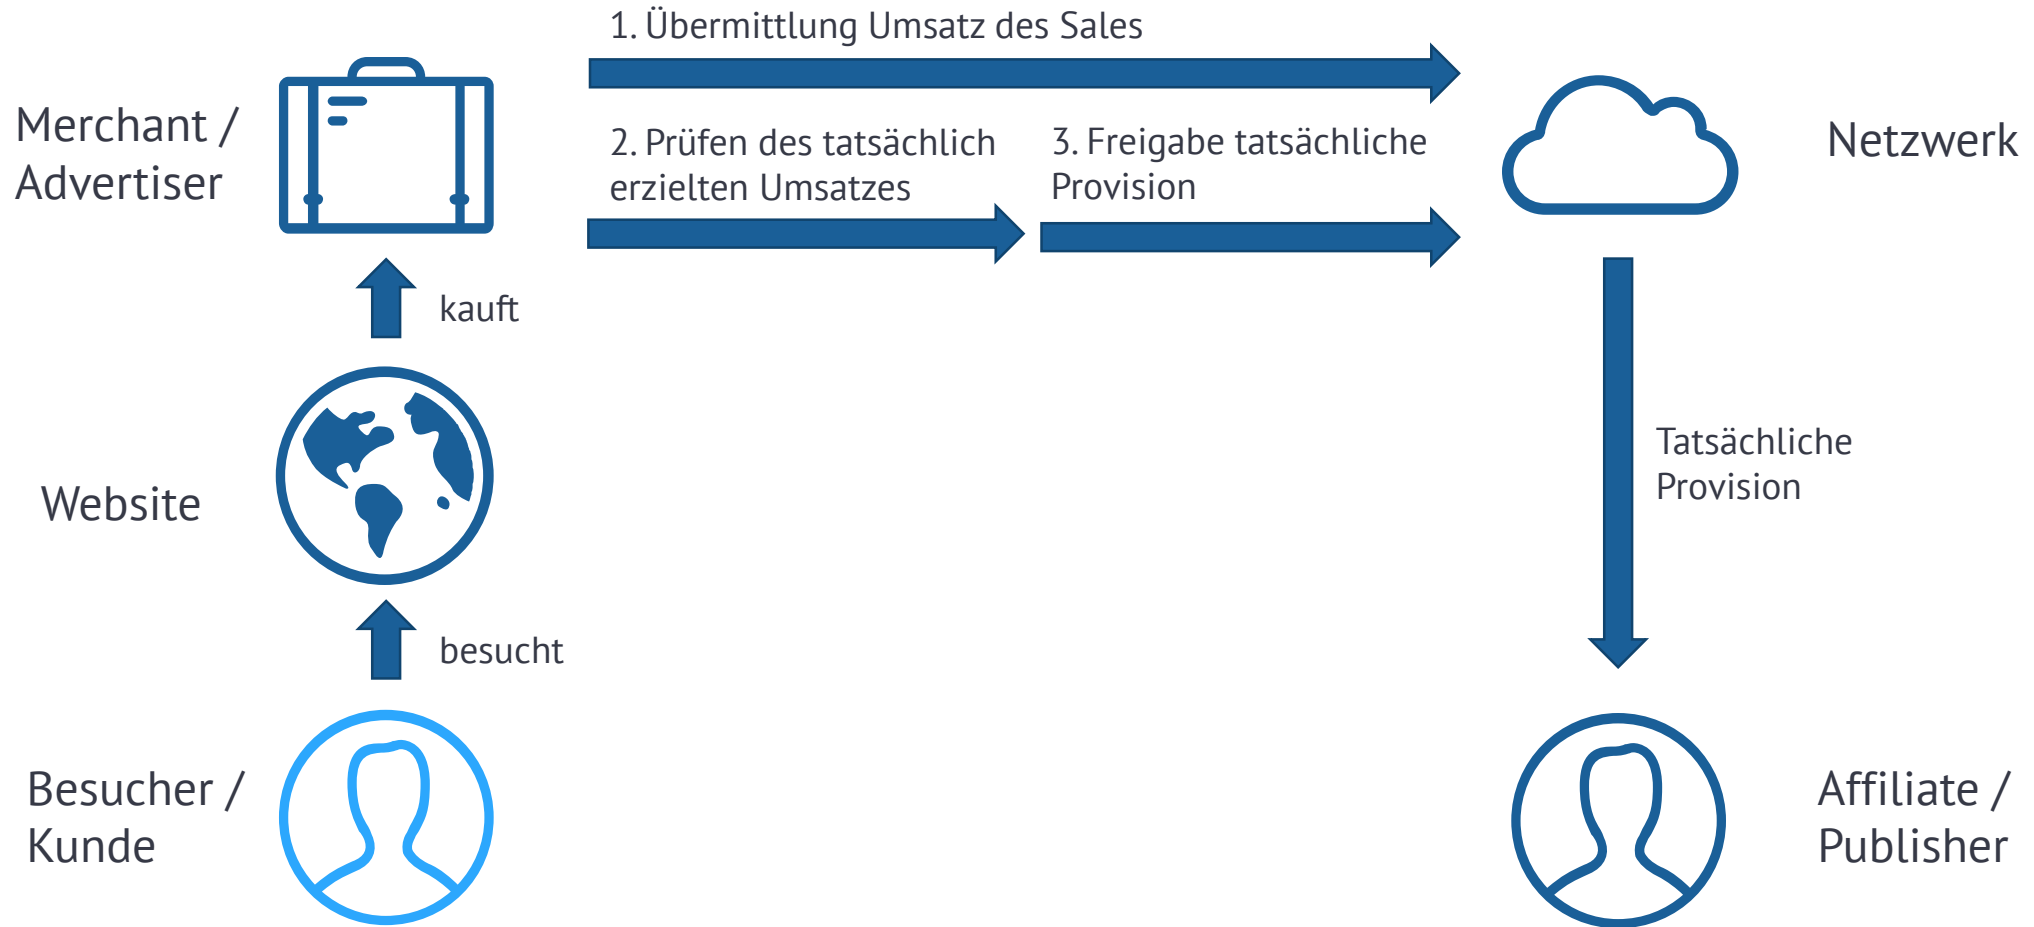 1. Übermittlung Umsatz des Sales
Merchant /
Advertiser
2. Prüfen des tatsächlich
erzielten Umsatzes
3. Freigabe tatsächliche
Provision
Netzwerk
kauft
Website
Tatsächliche
Provision
besucht
Besucher /
Kunde
Affiliate /
Publisher